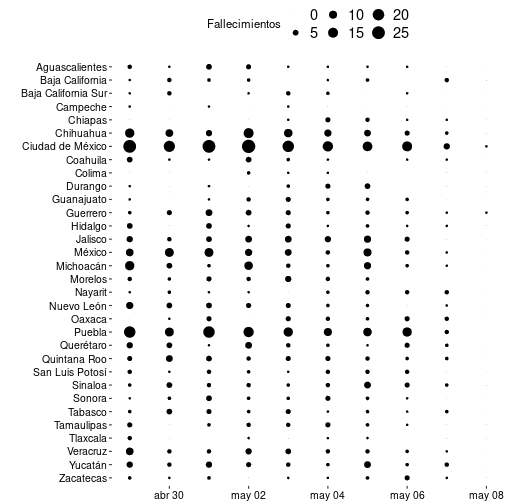 Fallecimientos
0 10 20
5 15 25
Aguascalientes
Baja California
Baja California Sur
Campeche
Chiapas
Chihuahua
Ciudad de México
Coahuila
Colima
Durango
Guanajuato
Guerrero
Hidalgo
Jalisco
México
Michoacán
Morelos
Nayarit
Nuevo León
Oaxaca
Puebla
Querétaro
Quintana Roo
San Luis Potosí
Sinaloa
Sonora
Tabasco
Tamaulipas
Tlaxcala
Veracruz
Yucatán
Zacatecas
abr 30 may 02 may 04 may 06 may 08